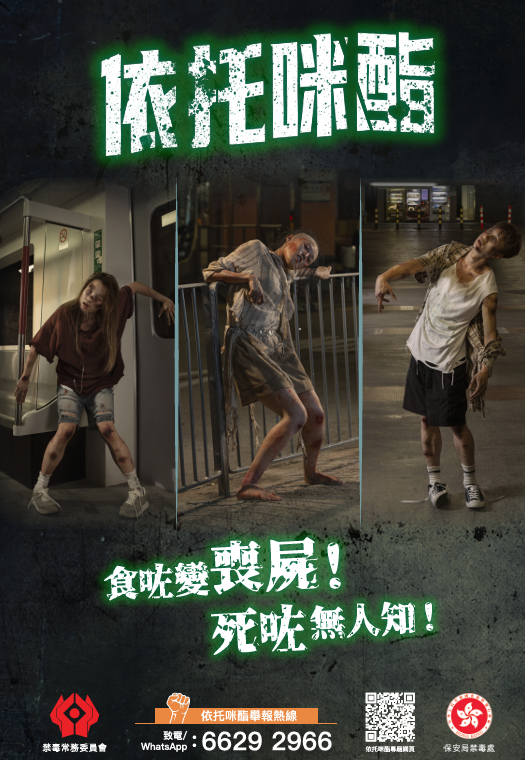 依托咪酯
食咗變喪屍！
死咗無人知！
禁毒常務委員會
依托咪酯舉報熱線
致電/
WhatsApp : 6629 2966
依托咪酯專題網頁
保安局禁毒處